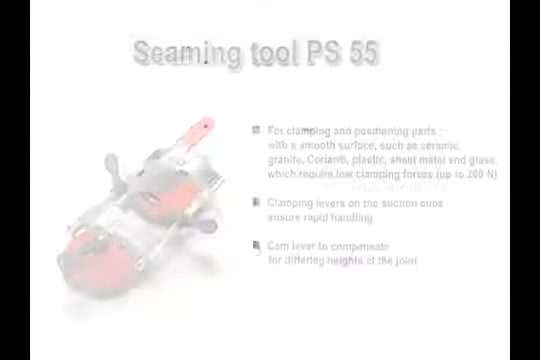 Seaming tool PS 55
For clamping and positioning parts
with a smooth surface, such as ceramic,
granite, Corian®, plastic, sheet metal and glass,
which require low clamping forces (up to 200 N)
Clamping levers on the suction cups
ensure rapid handling
Cam lever to compensate
for differing heights at the joint